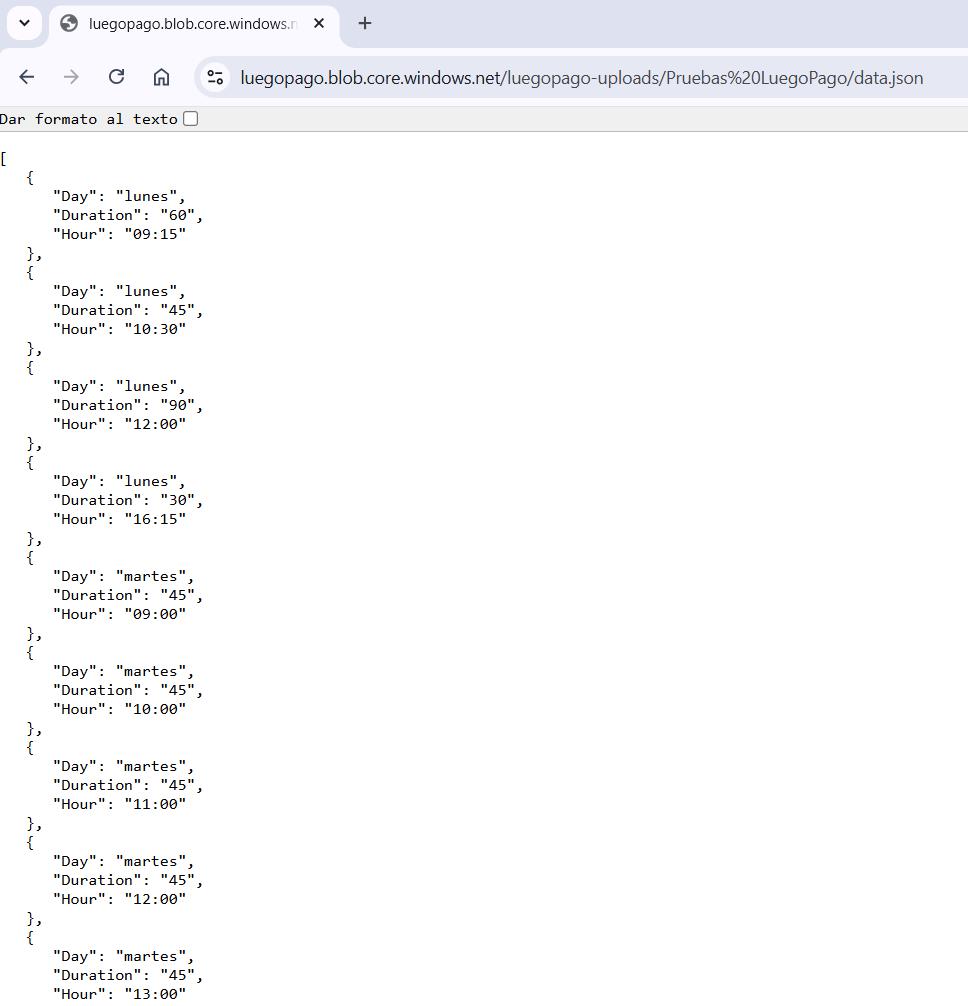 luegopago.blob.core.windows.n
luegopago.blob.core.windows.net/luegopago-uploads/Pruebas%20LuegoPago/data.json
Dar formato al texto
[
{
"Day": "lunes",
"Duration": "60",
"Hour": "09:15"
},
{
"Day": "lunes",
"Duration": "45",
"Hour": "10:30"
},
{
"Day": "lunes",
"Duration": "90",
"Hour": "12:00"
},
{
"Day": "lunes",
"Duration": "30",
"Hour": "16:15"
},
{
"Day": "martes",
"Duration": "45",
"Hour": "09:00"
},
{
"Day": "martes",
"Duration": "45",
"Hour": "10:00"
},
{
"Day": "martes",
"Duration": "45",
"Hour": "11:00"
},
{
"Day": "martes",
"Duration": "45",
"Hour": "12:00"
},
{
"Day": "martes",
"Duration": "45",
"Hour": "13:00"